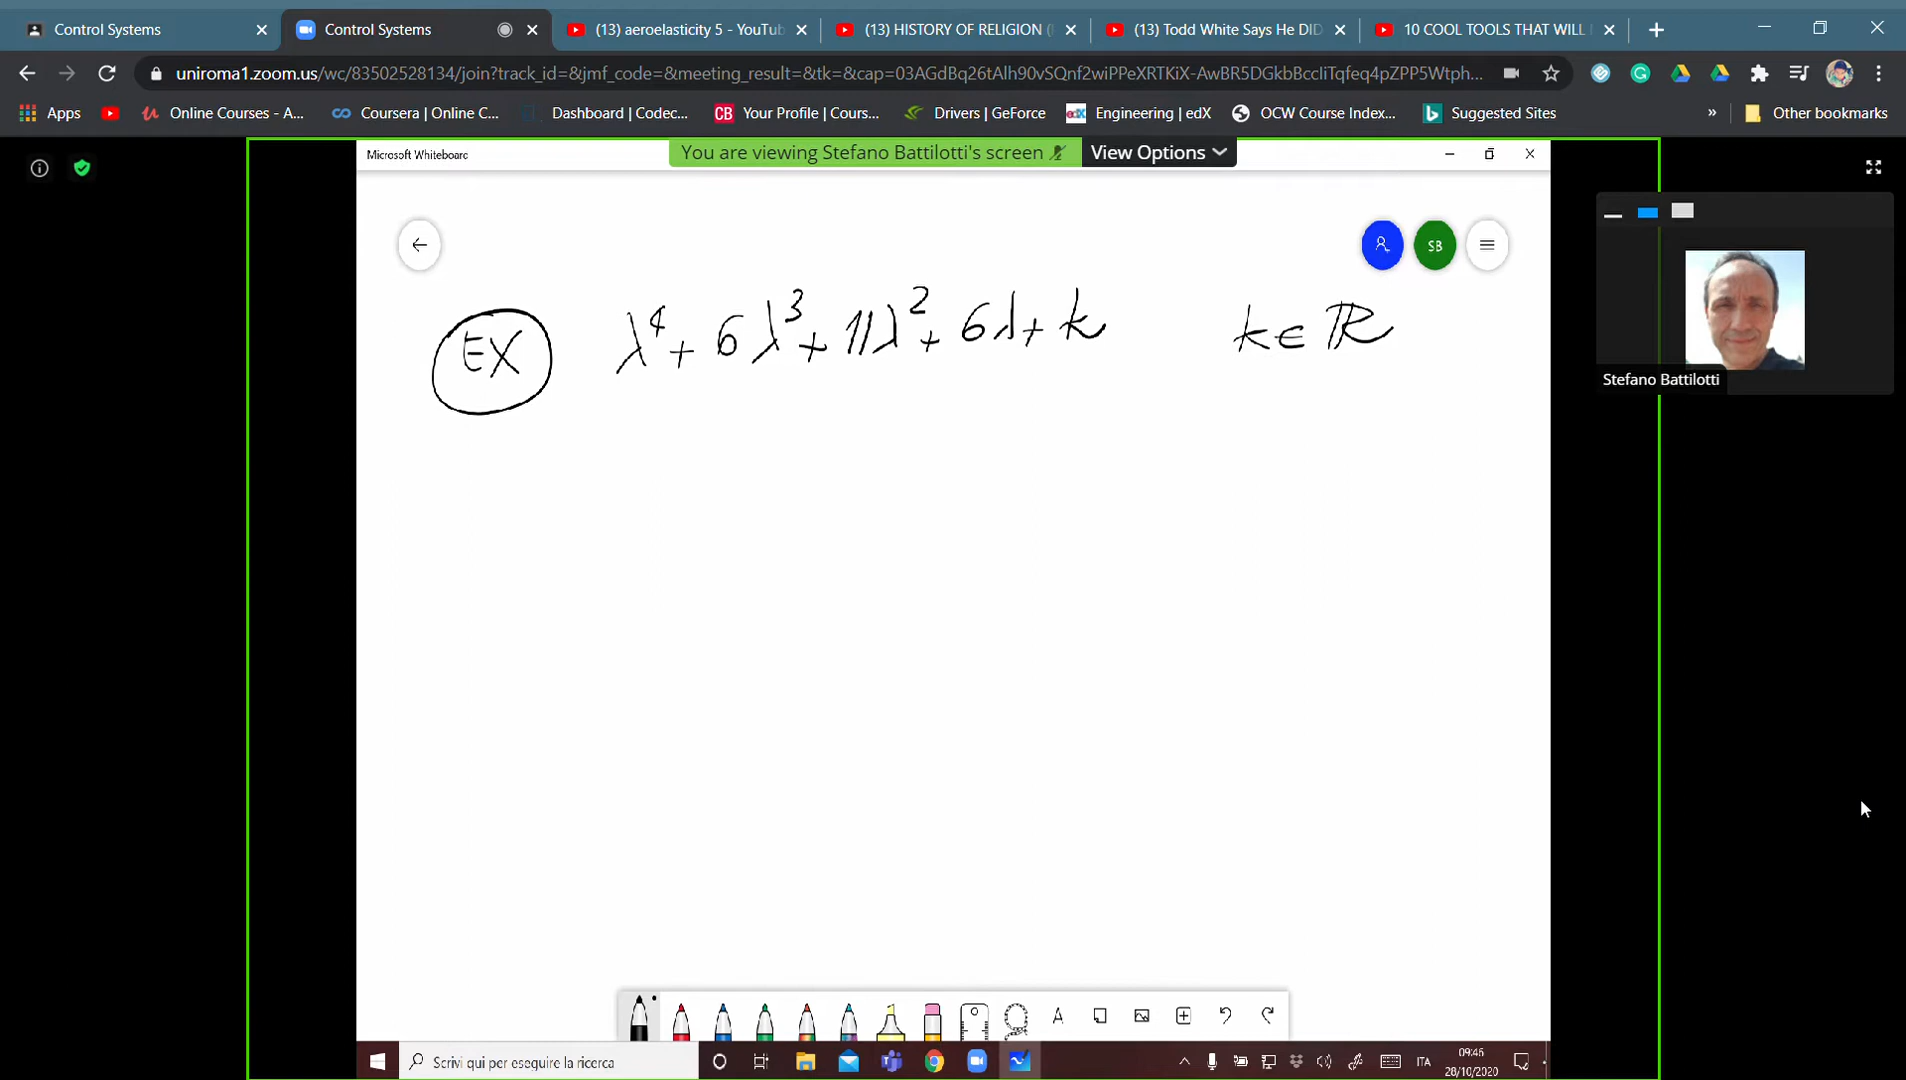 Control Systems
Control Systems
(13) aeroelasticity 5 - YouTub
(13) HISTORY OF RELIGION (
(13) Todd White Says He DID
10 COOL TOOLS THAT WILL
uniroma1.zoom.us/wc/83502528134/join?track_id=&jmf_code=&meeting_result=&tk=&cap=03AGdBq26tAlh90vSQnf2wiPPeXRTKiX-AwBR5DGkbBccIiTqfeq4pZPP5Wtph...
Apps
Online Courses - A...
Coursera | Online C...
Dashboard | Codec...
CB Your Profile | Cours...
Drivers | GeForce
edX Engineering | edX
OCW Course Index...
Suggested Sites
»
Other bookmarks
Microsoft Whiteboard
You are viewing Stefano Battilotti's screen
View Options
SB
EX λ⁴ + 6λ³ + 11λ² + 6λ + k k ∈ ℝ
Stefano Battilotti
Scrivi qui per eseguire la ricerca
ITA
09:46
28/10/2020